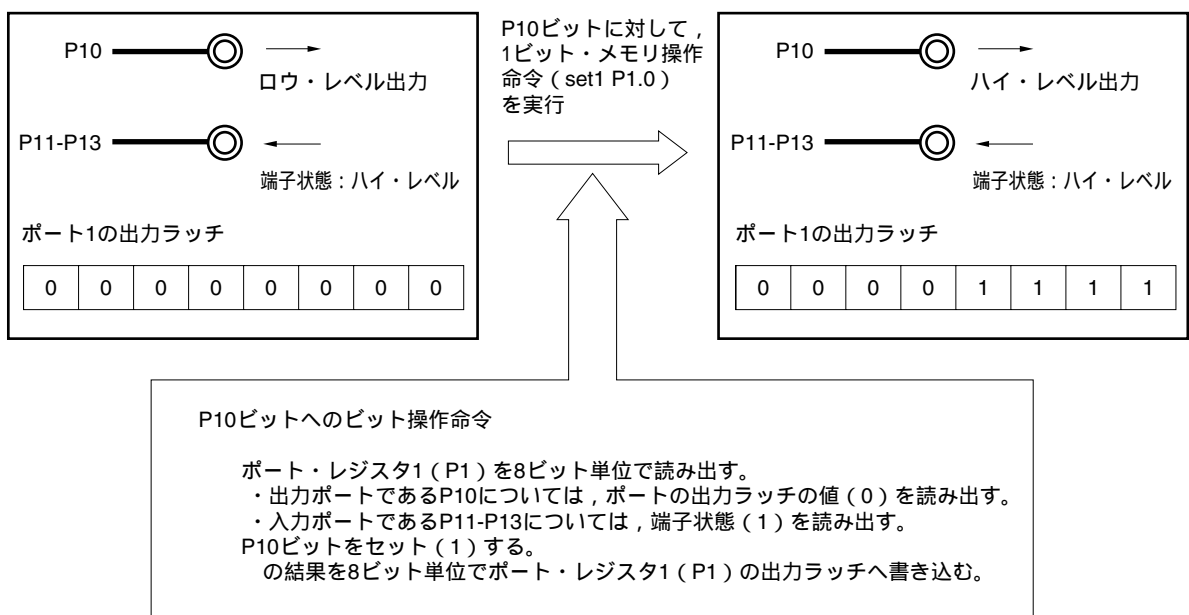 P10
ロウ・レベル出力
P11-P13
端子状態：ハイ・レベル
ポート1の出力ラッチ
0 0 0 0 0 0 0 0
P10ビットに対して，
1ビット・メモリ操作
命令（set1 P1.0）
を実行
P10
ハイ・レベル出力
P11-P13
端子状態：ハイ・レベル
ポート1の出力ラッチ
0 0 0 0 1 1 1 1
P10ビットへのビット操作命令
ポート・レジスタ1（P1）を8ビット単位で読み出す。
・出力ポートであるP10については，ポートの出力ラッチの値（0）を読み出す。
・入力ポートであるP11-P13については，端子状態（1）を読み出す。
P10ビットをセット（1）する。
の結果を8ビット単位でポート・レジスタ1（P1）の出力ラッチへ書き込む。